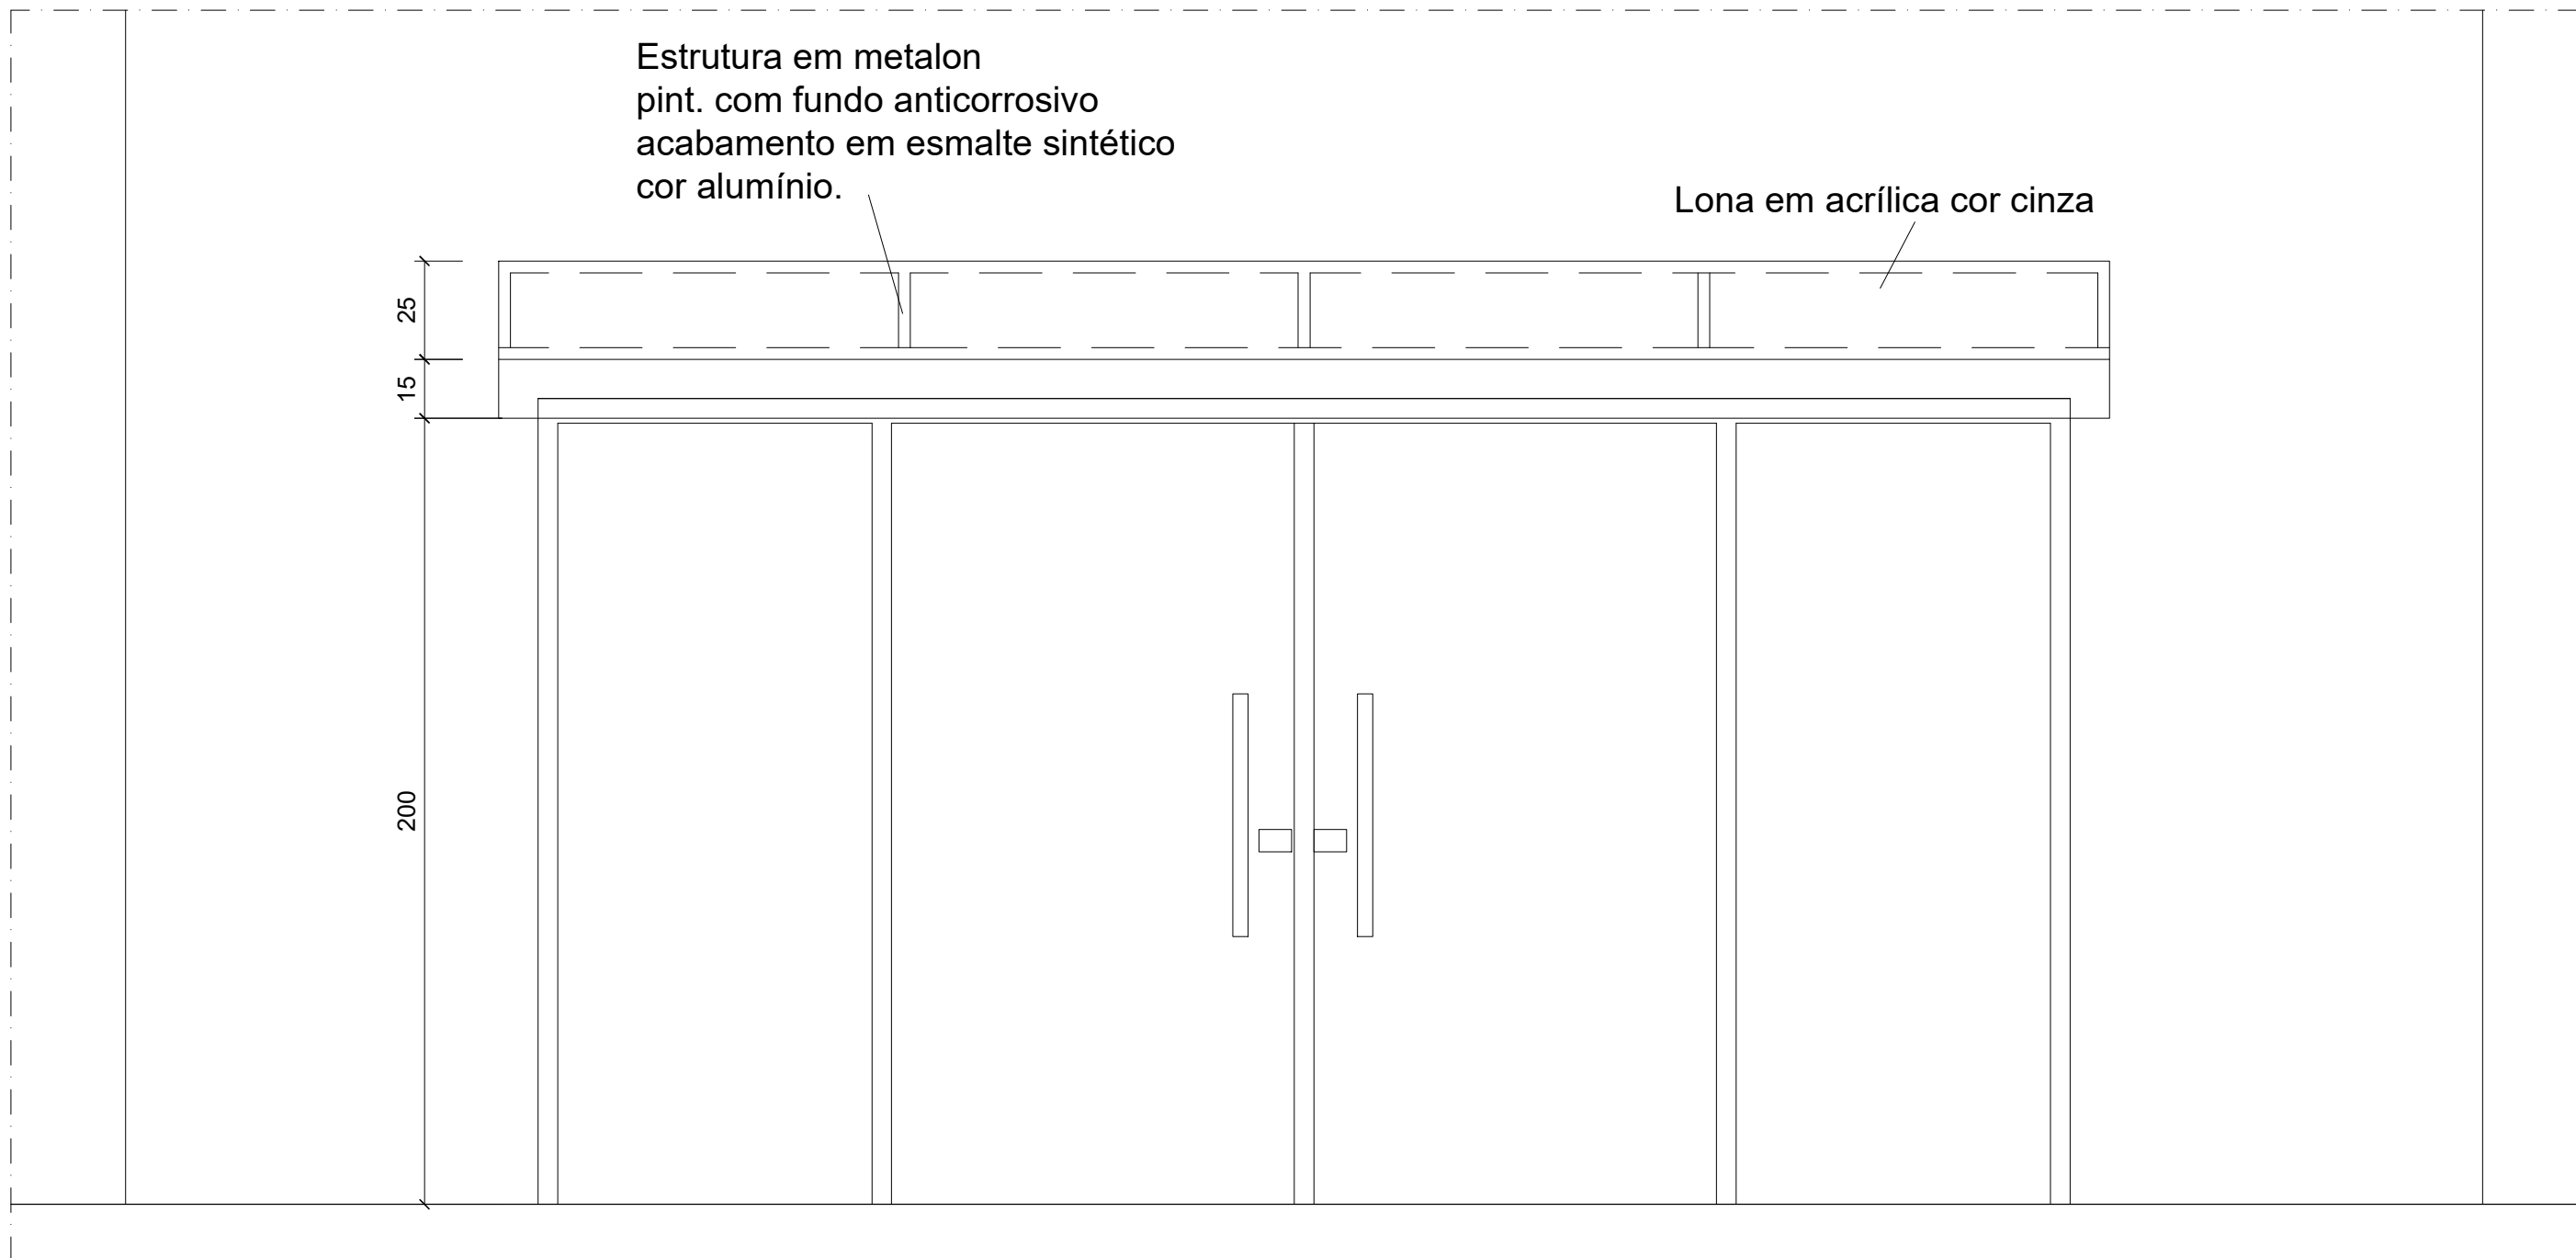 Estrutura em metalon
pint. com fundo anticorrosivo
acabamento em esmalte sintético
cor alumínio.
Lona em acrílica cor cinza
25
15
200